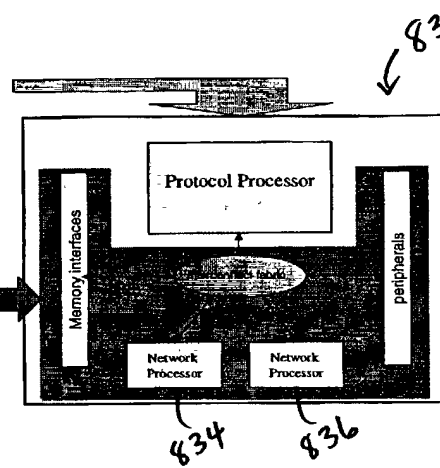 83
Protocol Processor
Memory interfaces
peripherals
Network
Processor
Network
Processor
834
836